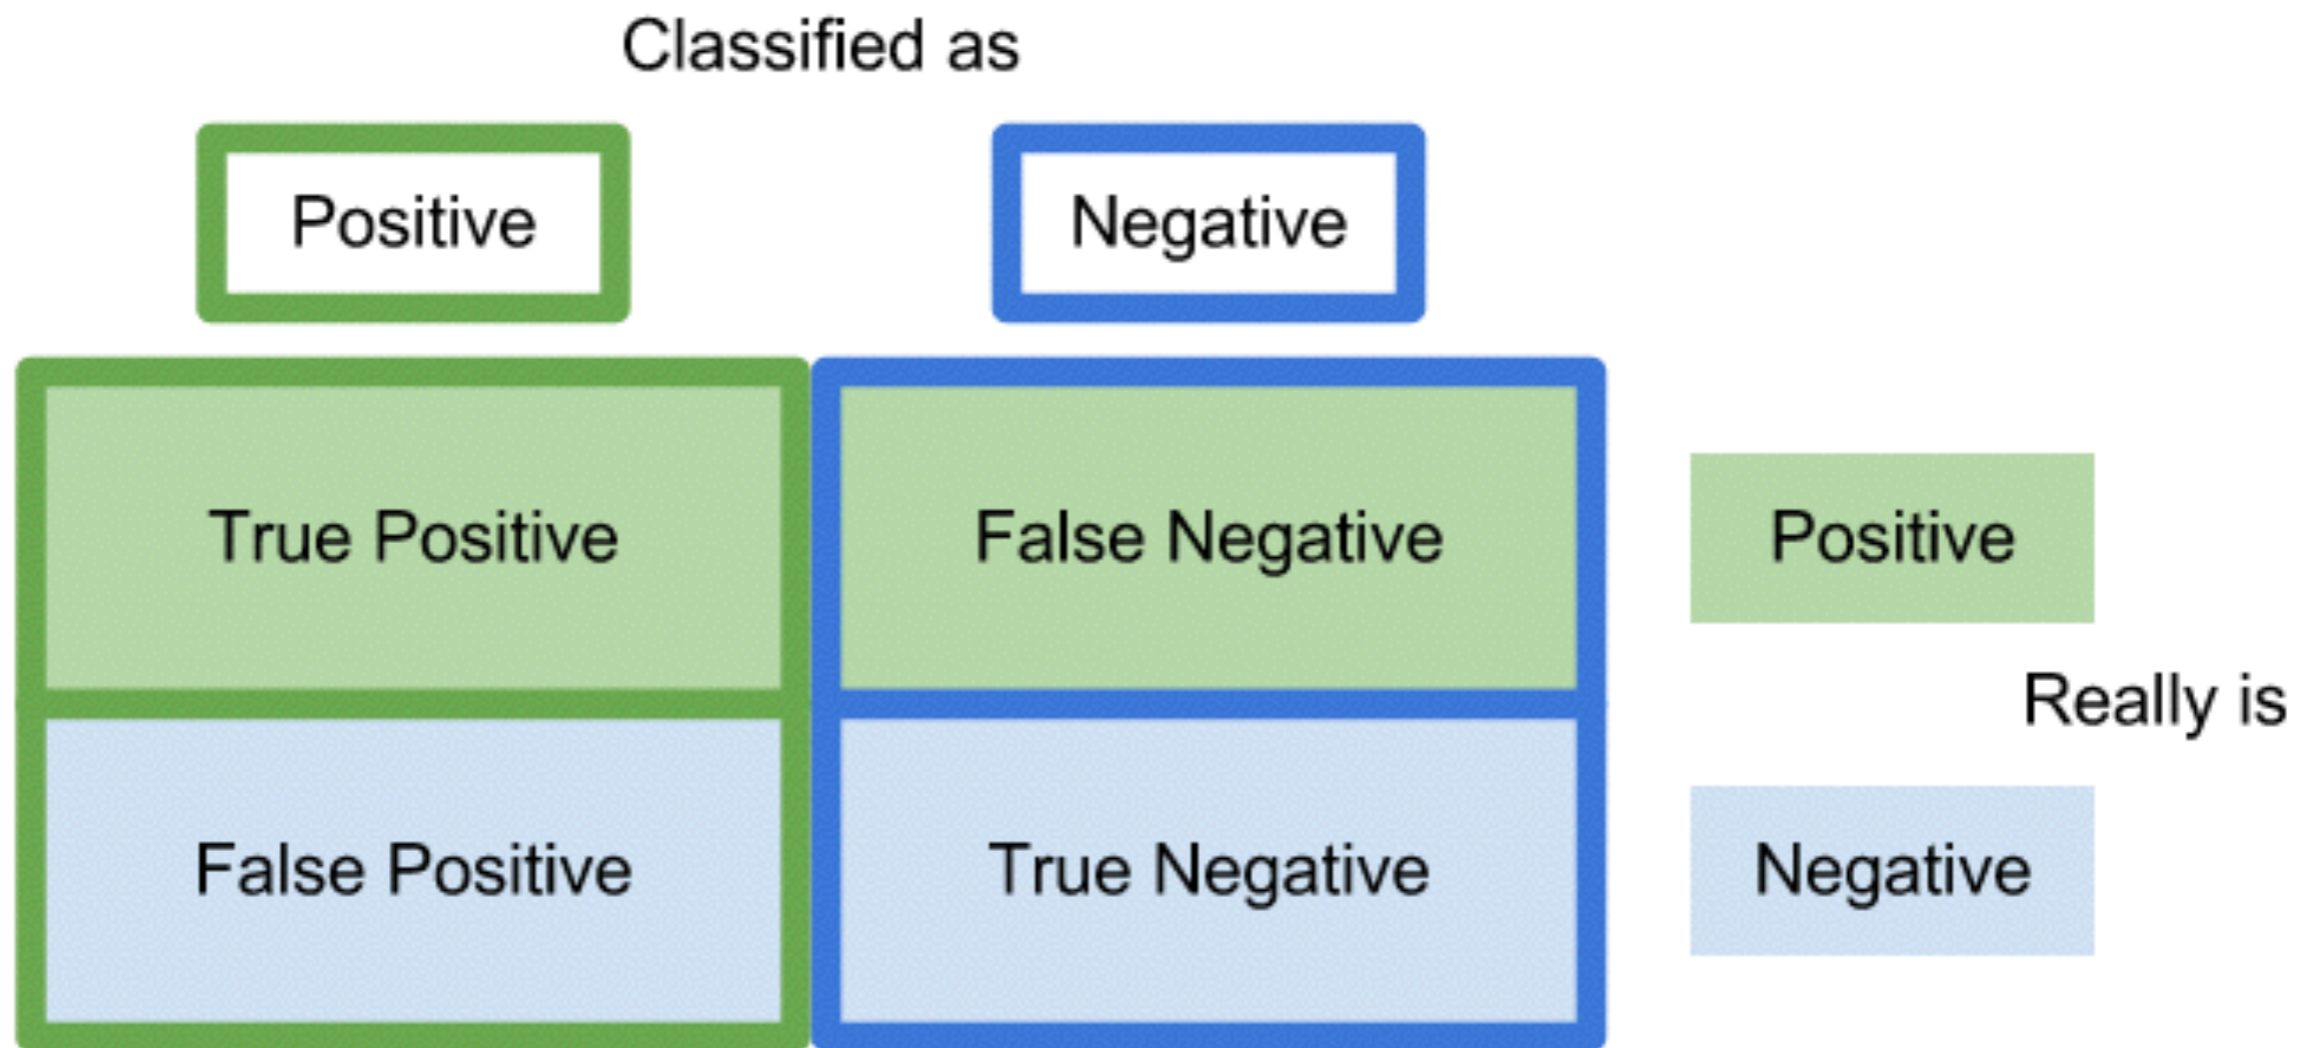 Classified as
Positive
Negative
True Positive
False Negative
Positive
Really is
False Positive
True Negative
Negative